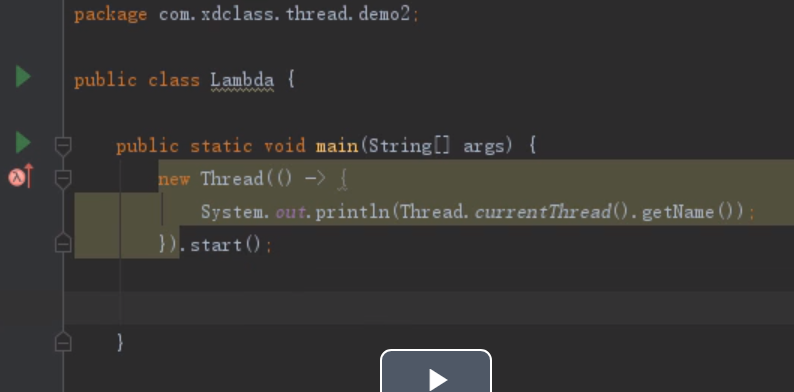 package com.xdclass.thread.demo2;
public class Lambda {
public static void main(String[] args) {
new Thread(() -> {
System.out.println(Thread.currentThread().getName());
}).start();
}